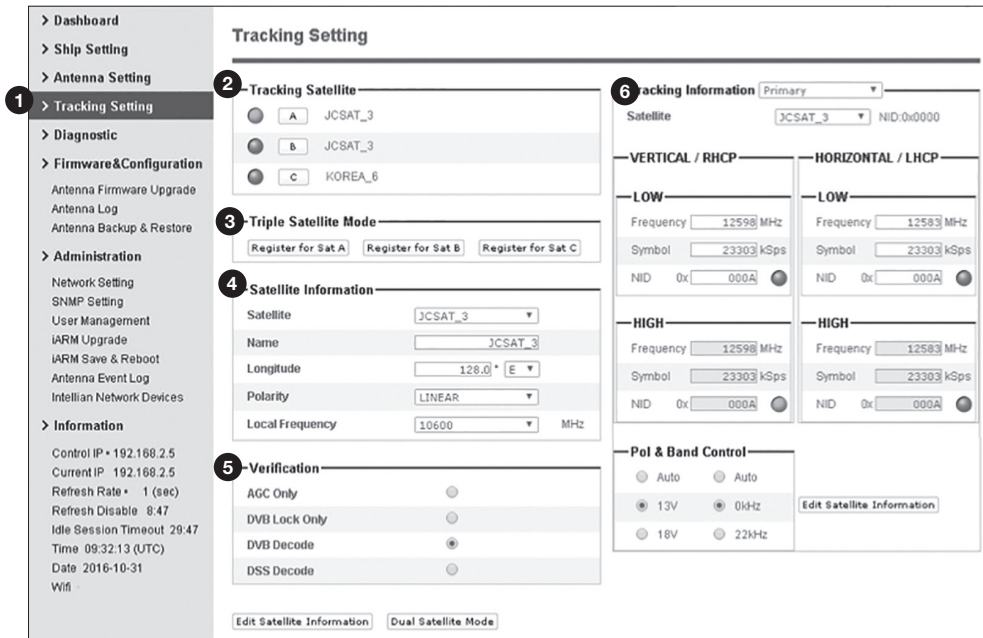 > Dashboard
> Ship Setting
> Antenna Setting
1
> Tracking Setting
> Diagnostic
> Firmware&Configuration
Antenna Firmware Upgrade
Antenna Log
Antenna Backup & Restore
> Administration
Network Setting
SNMP Setting
User Management
iARM Upgrade
iARM Save & Reboot
Antenna Event Log
Intellian Network Devices
> Information
Control IP • 192.168.2.5
Current IP 192.168.2.5
Refresh Rate • 1 (sec)
Refresh Disable 8:47
Idle Session Timeout 29:47
Time 09:32:13 (UTC)
Date 2016-10-31
Wifi -
Tracking Setting
2 Tracking Satellite
A JCSAT_3
B JCSAT_3
C KOREA_6
3 Triple Satellite Mode
Register for Sat A Register for Sat B Register for Sat C
4 Satellite Information
Satellite JCSAT_3 ▼
Name JCSAT_3
Longitude 128.0 ° E ▼
Polarity LINEAR ▼
Local Frequency 10600 ▼ MHz
5 Verification
AGC Only
DVB Lock Only
DVB Decode
DSS Decode
Edit Satellite Information Dual Satellite Mode
6 racking Information Primary ▼
Satellite JCSAT_3 ▼ NID:0x0000
VERTICAL / RHCP
LOW
Frequency 12598 MHz
Symbol 23303 kSps
NID 0x 000A
HIGH
Frequency 12598 MHz
Symbol 23303 kSps
NID 0x 000A
HORIZONTAL / LHCP
LOW
Frequency 12583 MHz
Symbol 23303 kSps
NID 0x 000A
HIGH
Frequency 12583 MHz
Symbol 23303 kSps
NID 0x 000A
Pol & Band Control
Auto Auto
13V 0kHz
18V 22kHz
Edit Satellite Information